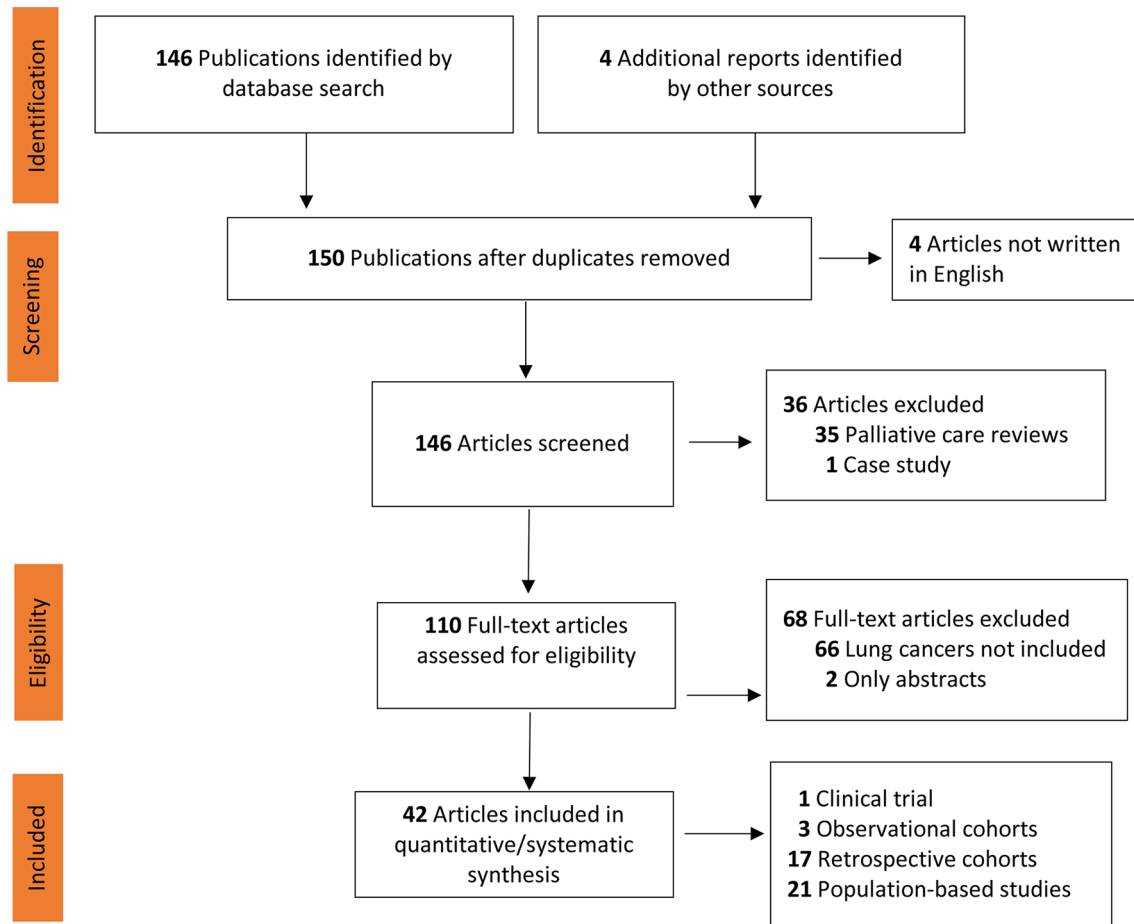 Identification
146 Publications identified by
database search
4 Additional reports identified
by other sources
Screening
150 Publications after duplicates removed
4 Articles not written
in English
146 Articles screened
36 Articles excluded
35 Palliative care reviews
1 Case study
Eligibility
110 Full-text articles
assessed for eligibility
68 Full-text articles excluded
66 Lung cancers not included
2 Only abstracts
Included
42 Articles included in
quantitative/systematic
synthesis
1 Clinical trial
3 Observational cohorts
17 Retrospective cohorts
21 Population-based studies